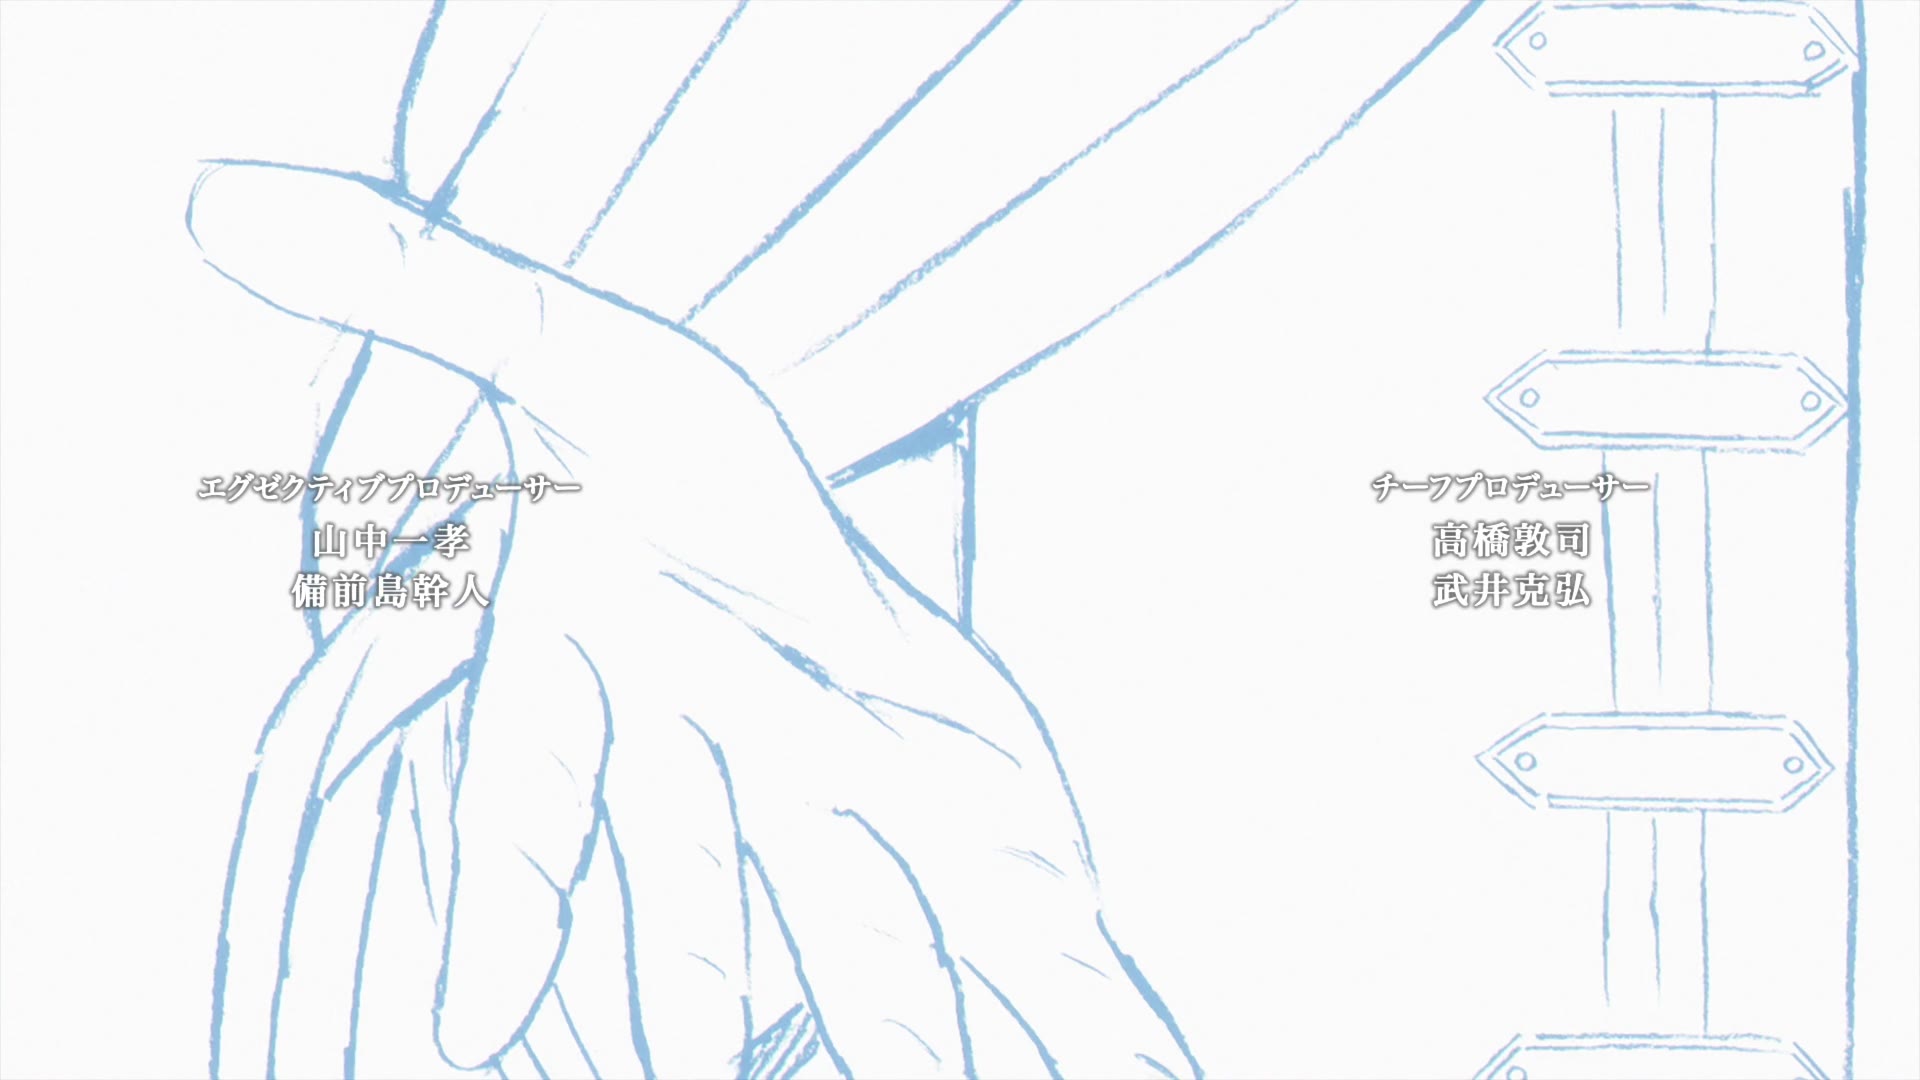 エグゼクティブプロデューサー
山中一孝
備前島幹人
チーフプロデューサー
高橋敦司
武井克弘